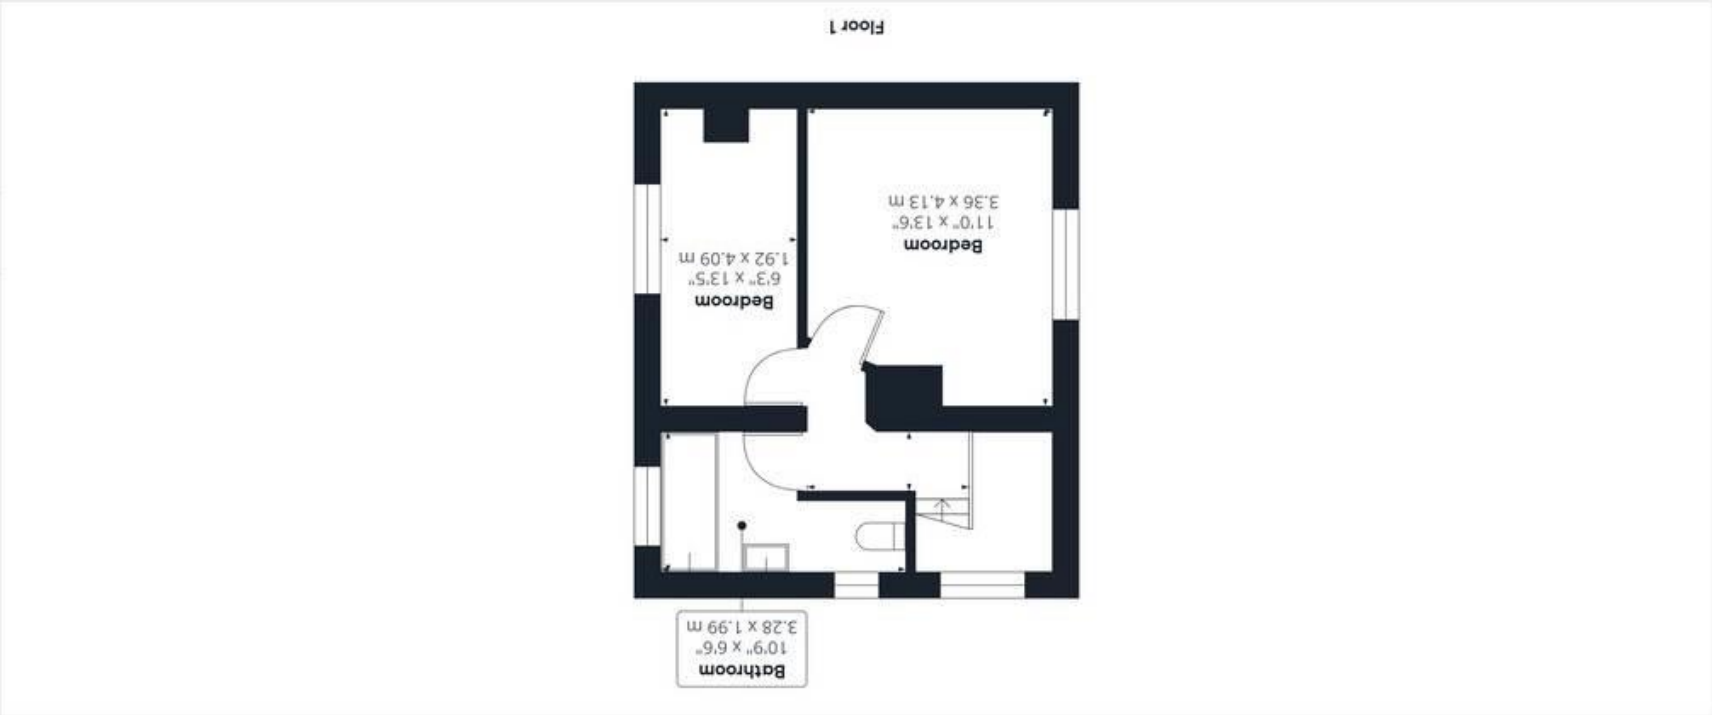 Bathroom
10'9" x 6'6"
3.28 x 1.99 m
Bedroom
6'3" x 13'5"
1.92 x 4.09 m
Bedroom
11'0" x 13'6"
3.36 x 4.13 m
Floor 1